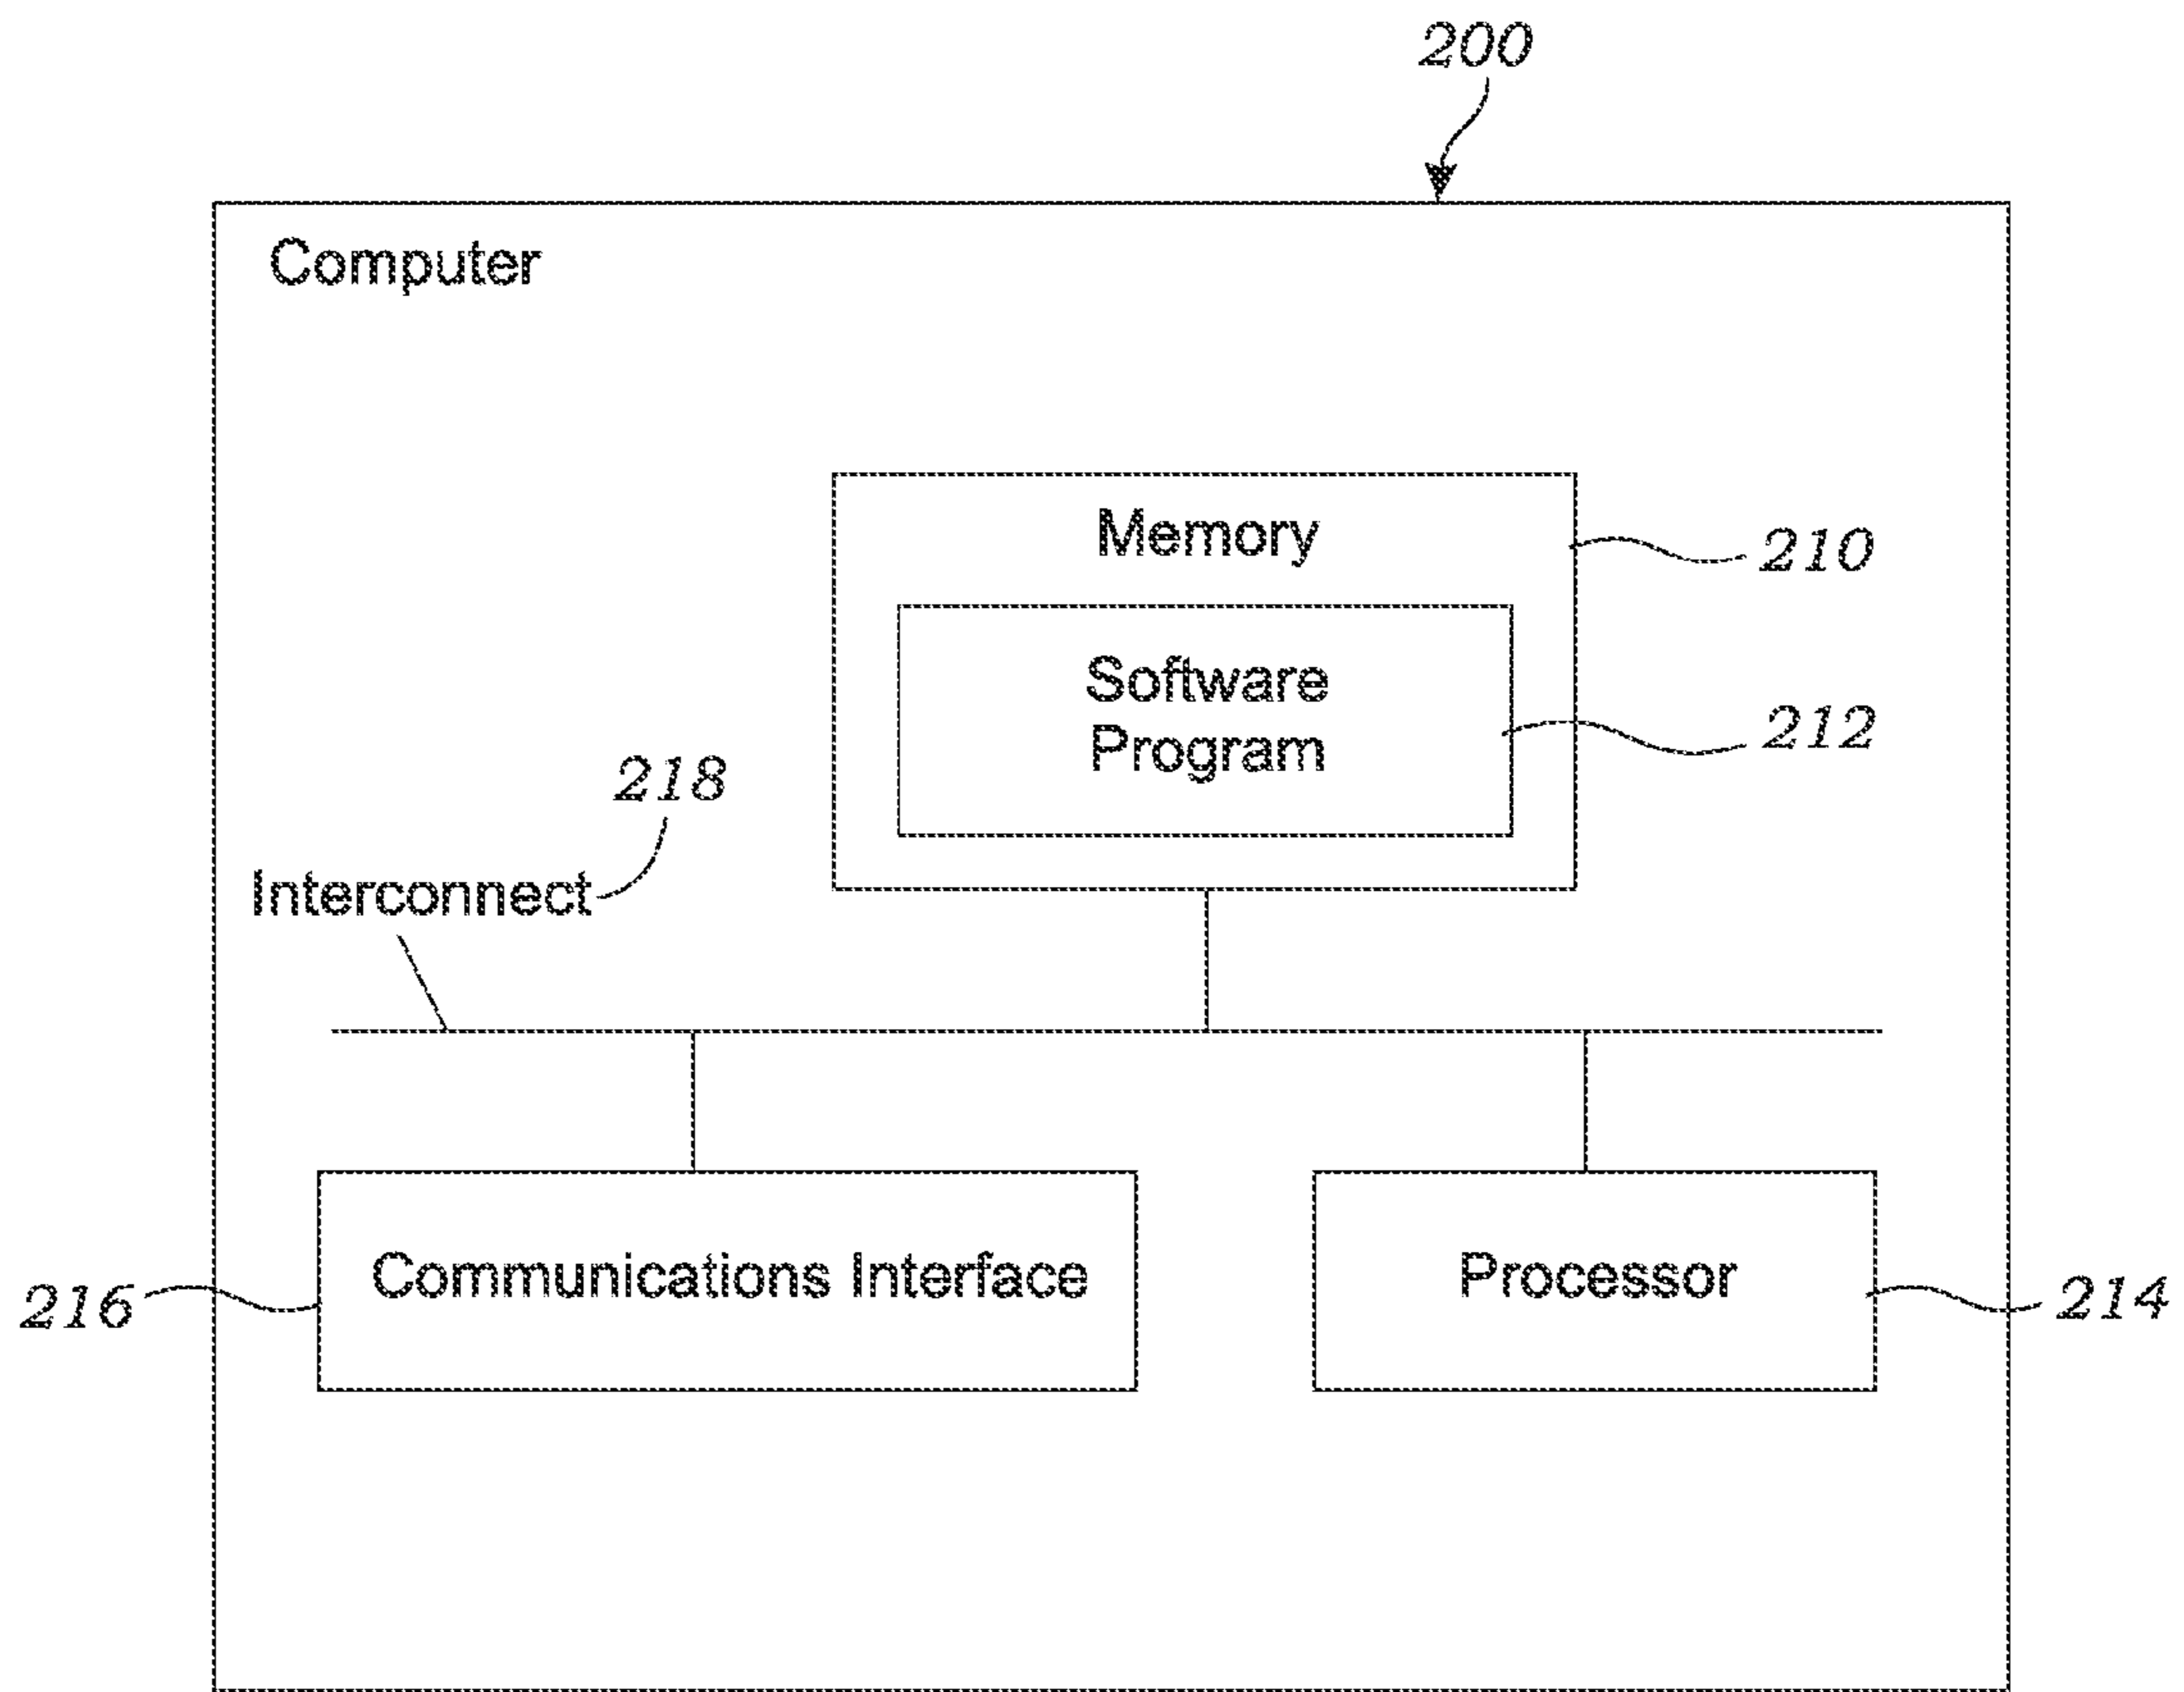 200
Computer
Memory
210
Software
Program
212
218
Interconnect
Communications Interface
Processor
216
214